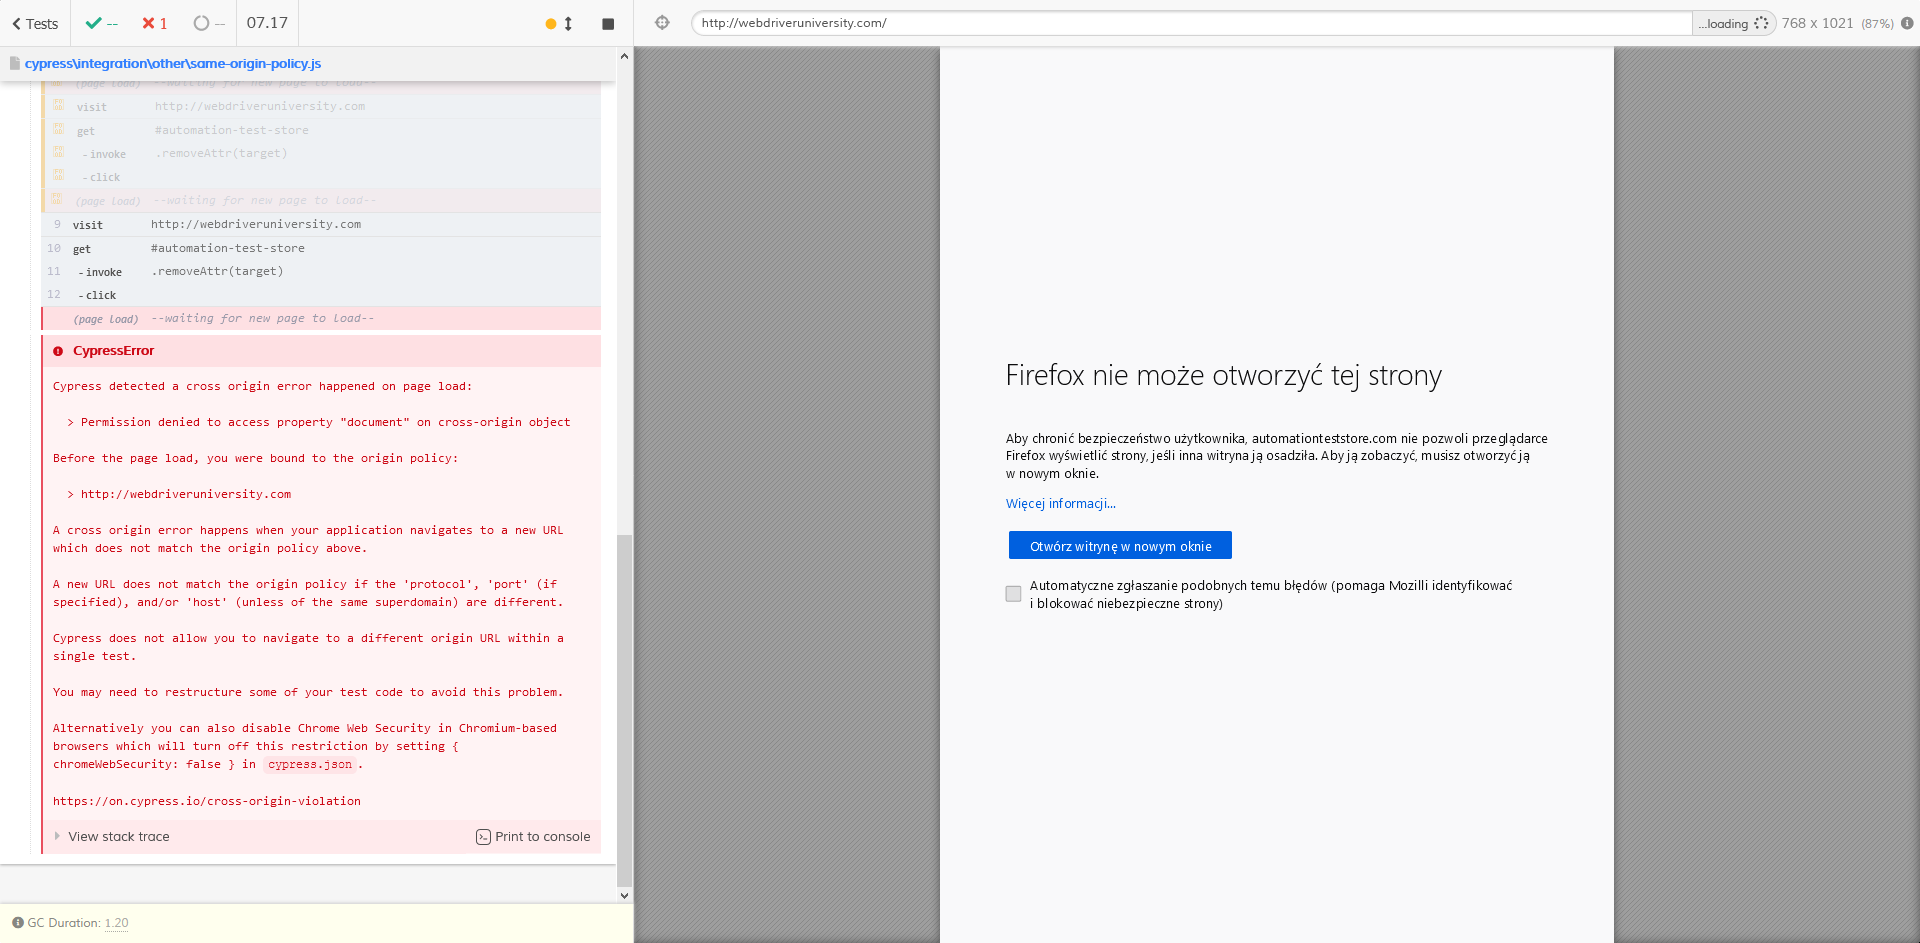 Tests
--
1
--
07.17
http://webdriveruniversity.com/
...loading
768 x 1021 (87%)
cypress\integration\other\same-origin-policy.js
(page load) --waiting for new page to load--
visit http://webdriveruniversity.com
get #automation-test-store
-invoke .removeAttr(target)
-click
(page load) --waiting for new page to load--
9 visit http://webdriveruniversity.com
10 get #automation-test-store
11 -invoke .removeAttr(target)
12 -click
(page load) --waiting for new page to load--
CypressError
Cypress detected a cross origin error happened on page load:
> Permission denied to access property "document" on cross-origin object
Before the page load, you were bound to the origin policy:
> http://webdriveruniversity.com
A cross origin error happens when your application navigates to a new URL
which does not match the origin policy above.
A new URL does not match the origin policy if the 'protocol', 'port' (if
specified), and/or 'host' (unless of the same superdomain) are different.
Cypress does not allow you to navigate to a different origin URL within a
single test.
You may need to restructure some of your test code to avoid this problem.
Alternatively you can also disable Chrome Web Security in Chromium-based
browsers which will turn off this restriction by setting {
chromeWebSecurity: false } in cypress.json.
https://on.cypress.io/cross-origin-violation
View stack trace
Print to console
GC Duration: 1.20
Firefox nie może otworzyć tej strony
Aby chronić bezpieczeństwo użytkownika, automationteststore.com nie pozwoli przeglądarce
Firefox wyświetlić strony, jeśli inna witryna ją osadziła. Aby ją zobaczyć, musisz otworzyć ją
w nowym oknie.
Więcej informacji...
Otwórz witrynę w nowym oknie
Automatyczne zgłaszanie podobnych temu błędów (pomaga Mozilli identyfikować
i blokować niebezpieczne strony)